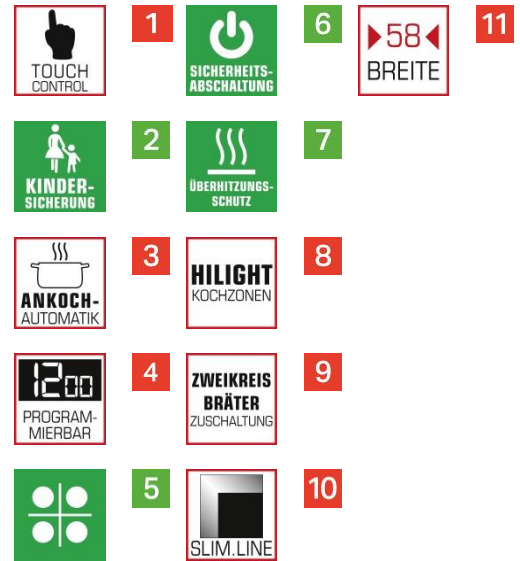 1
TOUCH
CONTROL
2
KINDER-
SICHERUNG
3
ANKOCH-
AUTOMATIK
4
12 00
PROGRAM-
MIERBAR
5
6
SICHERHEITS-
ABSCHALTUNG
7
ÜBERHITZUNGS-
SCHUTZ
8
HILIGHT
KOCHZONEN
9
ZWEIKREIS
BRÄTER
ZUSCHALTUNG
10
SLIM.LINE
11
58
BREITE